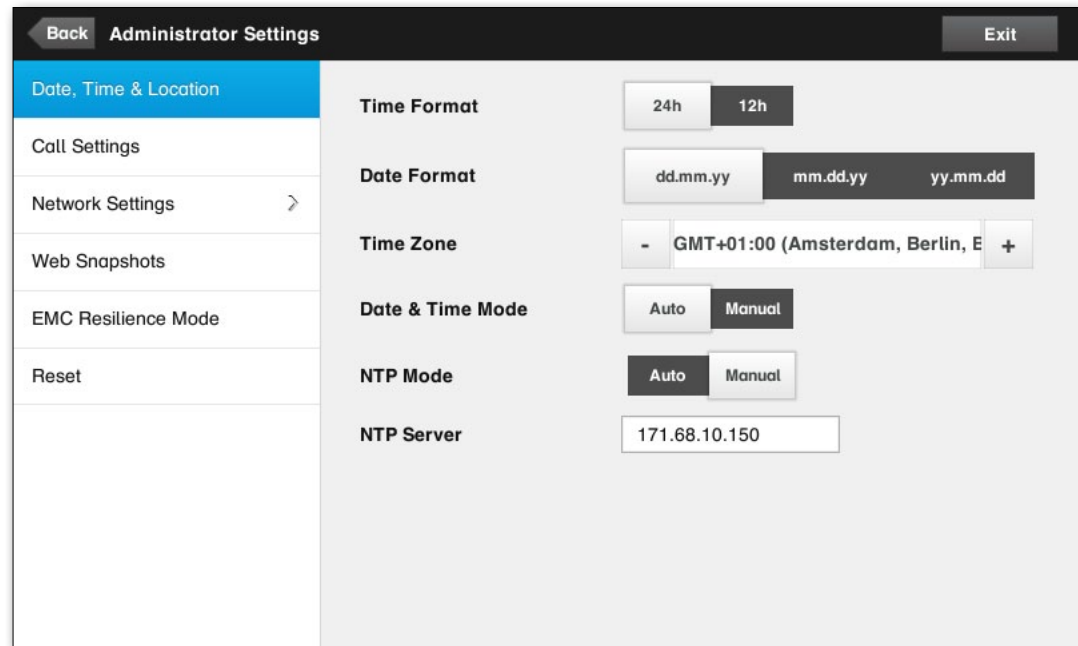 Back Administrator Settings Exit
Date, Time & Location
Call Settings
Network Settings
Web Snapshots
EMC Resilience Mode
Reset
Time Format 24h 12h
Date Format dd.mm.yy mm.dd.yy yy.mm.dd
Time Zone - GMT+01:00 (Amsterdam, Berlin, +
Date & Time Mode Auto Manual
NTP Mode Auto Manual
NTP Server 171.68.10.150